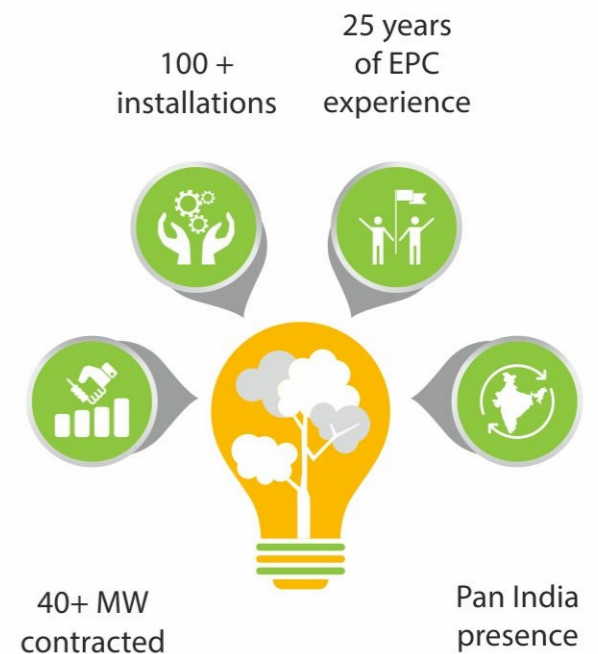 100 +
installations
25 years
of EPC
experience
40+ MW
contracted
Pan India
presence